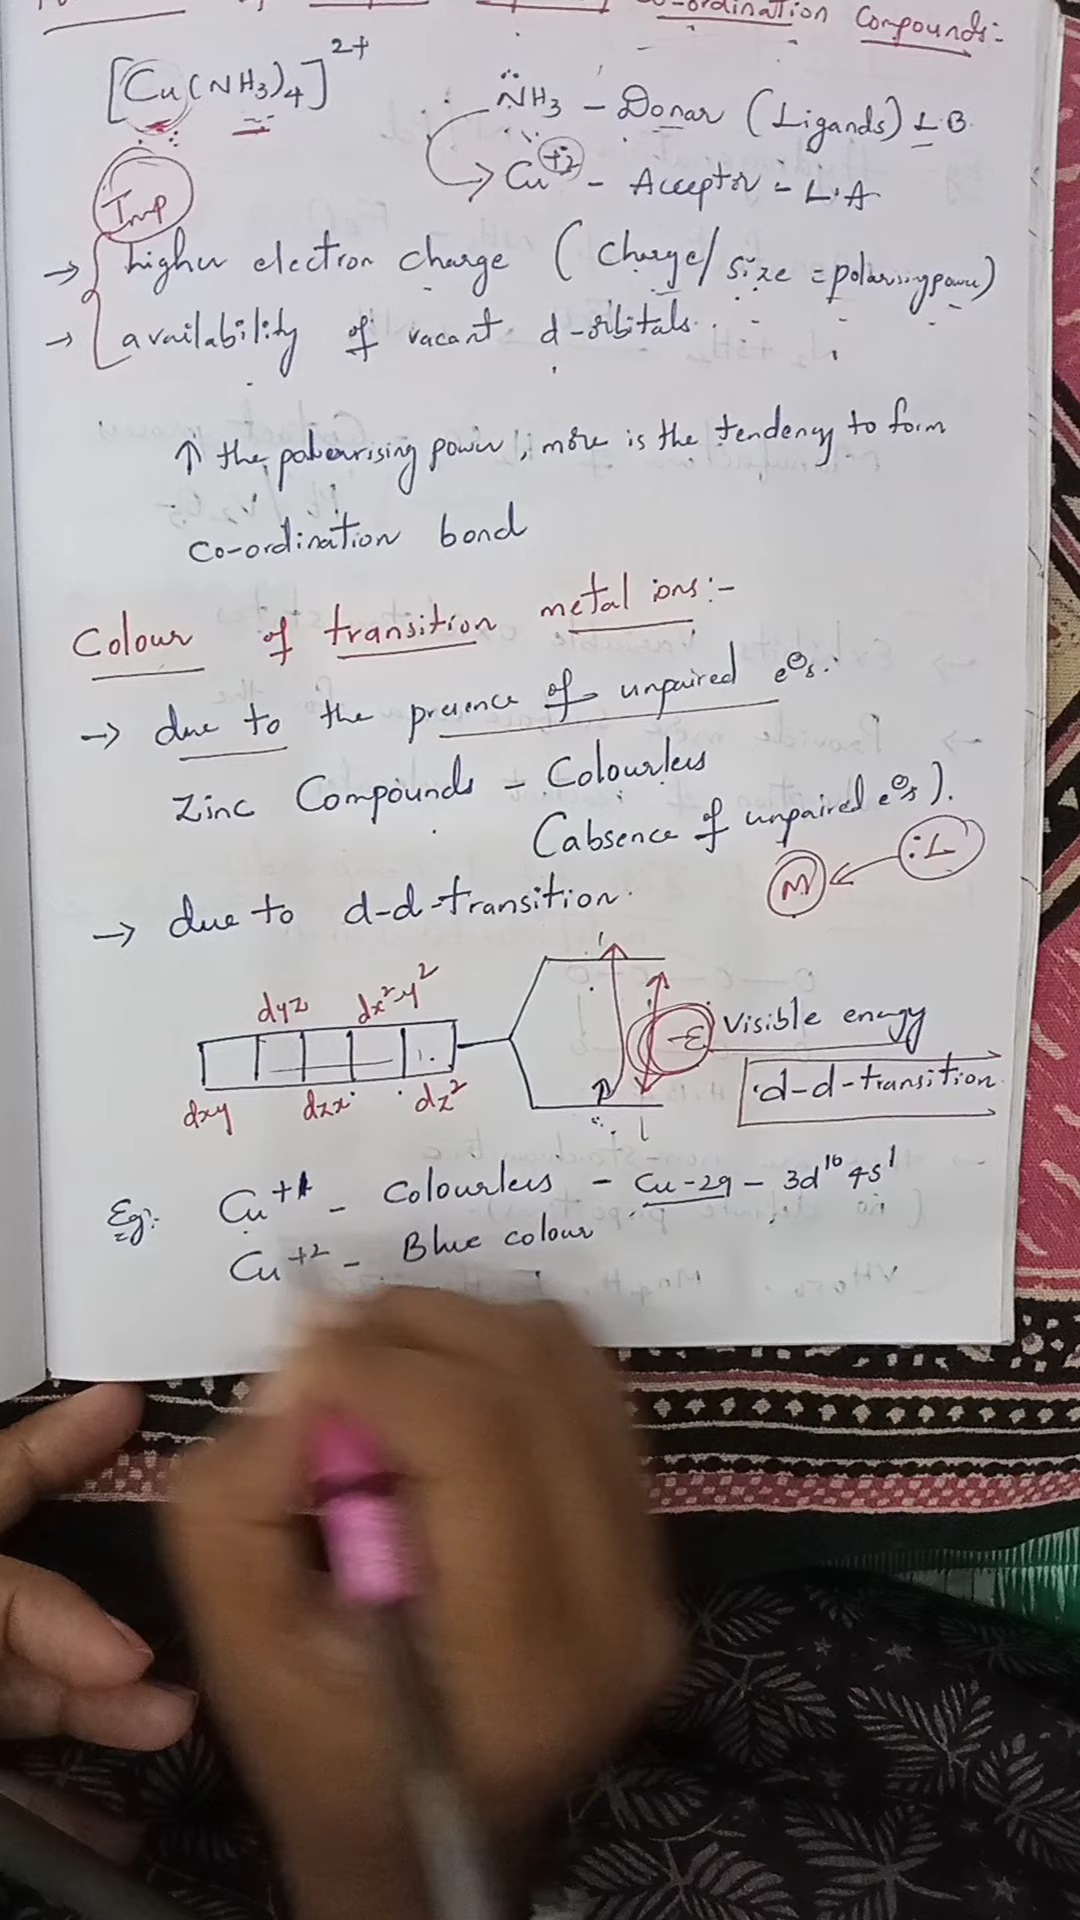 Co-ordination Compounds:-
[Cu(NH3)4]2+
N̈H3 - Donar (Ligands) L.B.
Cu+2 - Acceptor - L.A
Imp
→ higher electron charge (Charge/size = polarising power)
→ availability of vacant d-orbitals.
↑ the polarising power, more is the tendency to form
co-ordination bond
Colour of transition metal ions:-
→ due to the presence of unpaired e⊖s.
Zinc Compounds - Colourless
(absence of unpaired e⊖s).
M ← :L
→ due to d-d-transition.
dyz dx²-y²
-E Visible energy
dxy dzx dz²
d-d-transition
Eg:- Cu+1 - Colourless - Cu-29 - 3d10 4s1
Cu+2 - Blue colour